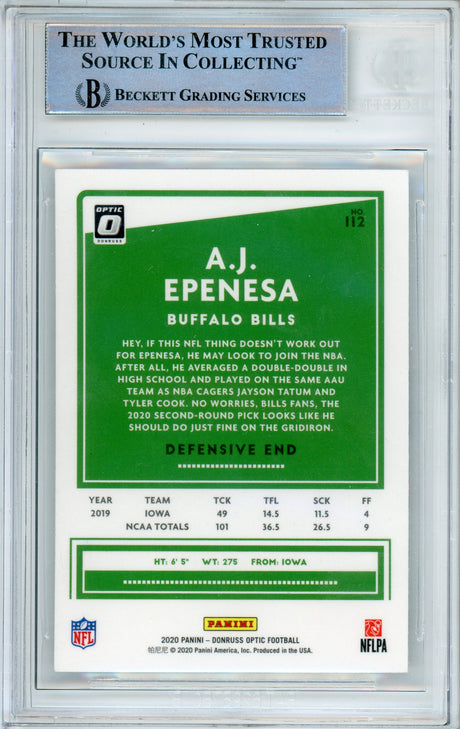 THE WORLD'S MOST TRUSTED
SOURCE IN COLLECTING™
B BECKETT GRADING SERVICES
BECKETT
OPTIC
O
DONRUSS
NO.
112
A.J.
EPENESA
BUFFALO BILLS
HEY, IF THIS NFL THING DOESN'T WORK OUT
FOR EPENESA, HE MAY LOOK TO JOIN THE NBA.
AFTER ALL, HE AVERAGED A DOUBLE-DOUBLE IN
HIGH SCHOOL AND PLAYED ON THE SAME AAU
TEAM AS NBA CAGERS JAYSON TATUM AND
TYLER COOK. NO WORRIES, BILLS FANS, THE
2020 SECOND-ROUND PICK LOOKS LIKE HE
SHOULD DO JUST FINE ON THE GRIDIRON.
DEFENSIVE END
YEAR TEAM TCK TFL SCK FF
2019 IOWA 49 14.5 11.5 4
NCAA TOTALS 101 36.5 26.5 9
HT: 6' 5" WT: 275 FROM: IOWA
NFL
PANINI
NFLPA
2020 PANINI – DONRUSS OPTIC FOOTBALL
帕尼尼 © 2020 Panini America, Inc. Produced in the USA.